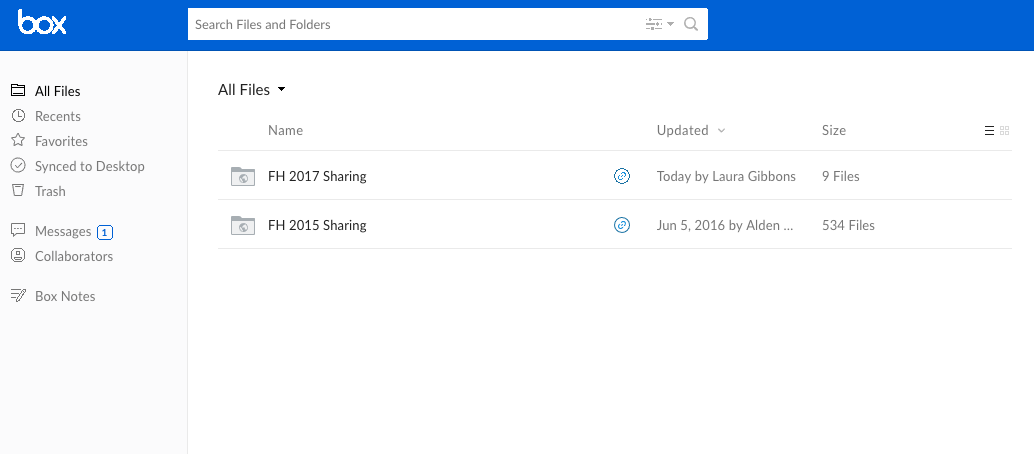 box
Search Files and Folders
All Files
Recents
Favorites
Synced to Desktop
Trash
Messages 1
Collaborators
Box Notes
All Files
Name Updated Size
FH 2017 Sharing Today by Laura Gibbons 9 Files
FH 2015 Sharing Jun 5, 2016 by Alden ... 534 Files